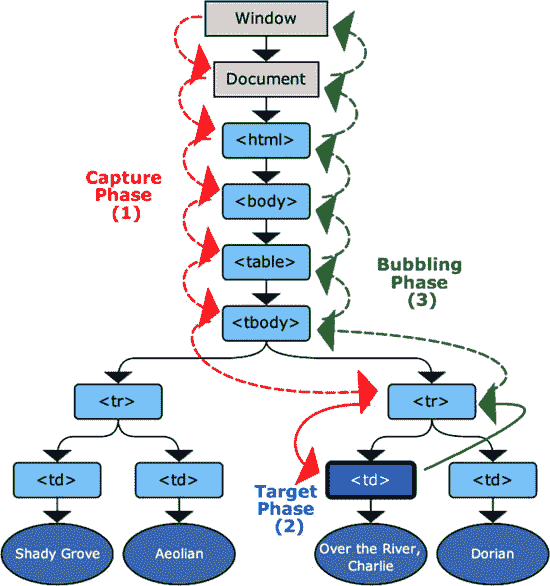 Window
Document
<html>
Capture
Phase
(1)
<body>
<table>
Bubbling
Phase
(3)
<tbody>
<tr>
<tr>
<td>
<td>
<td>
<td>
Target
Phase
(2)
Shady Grove
Aeolian
Over the River,
Charlie
Dorian